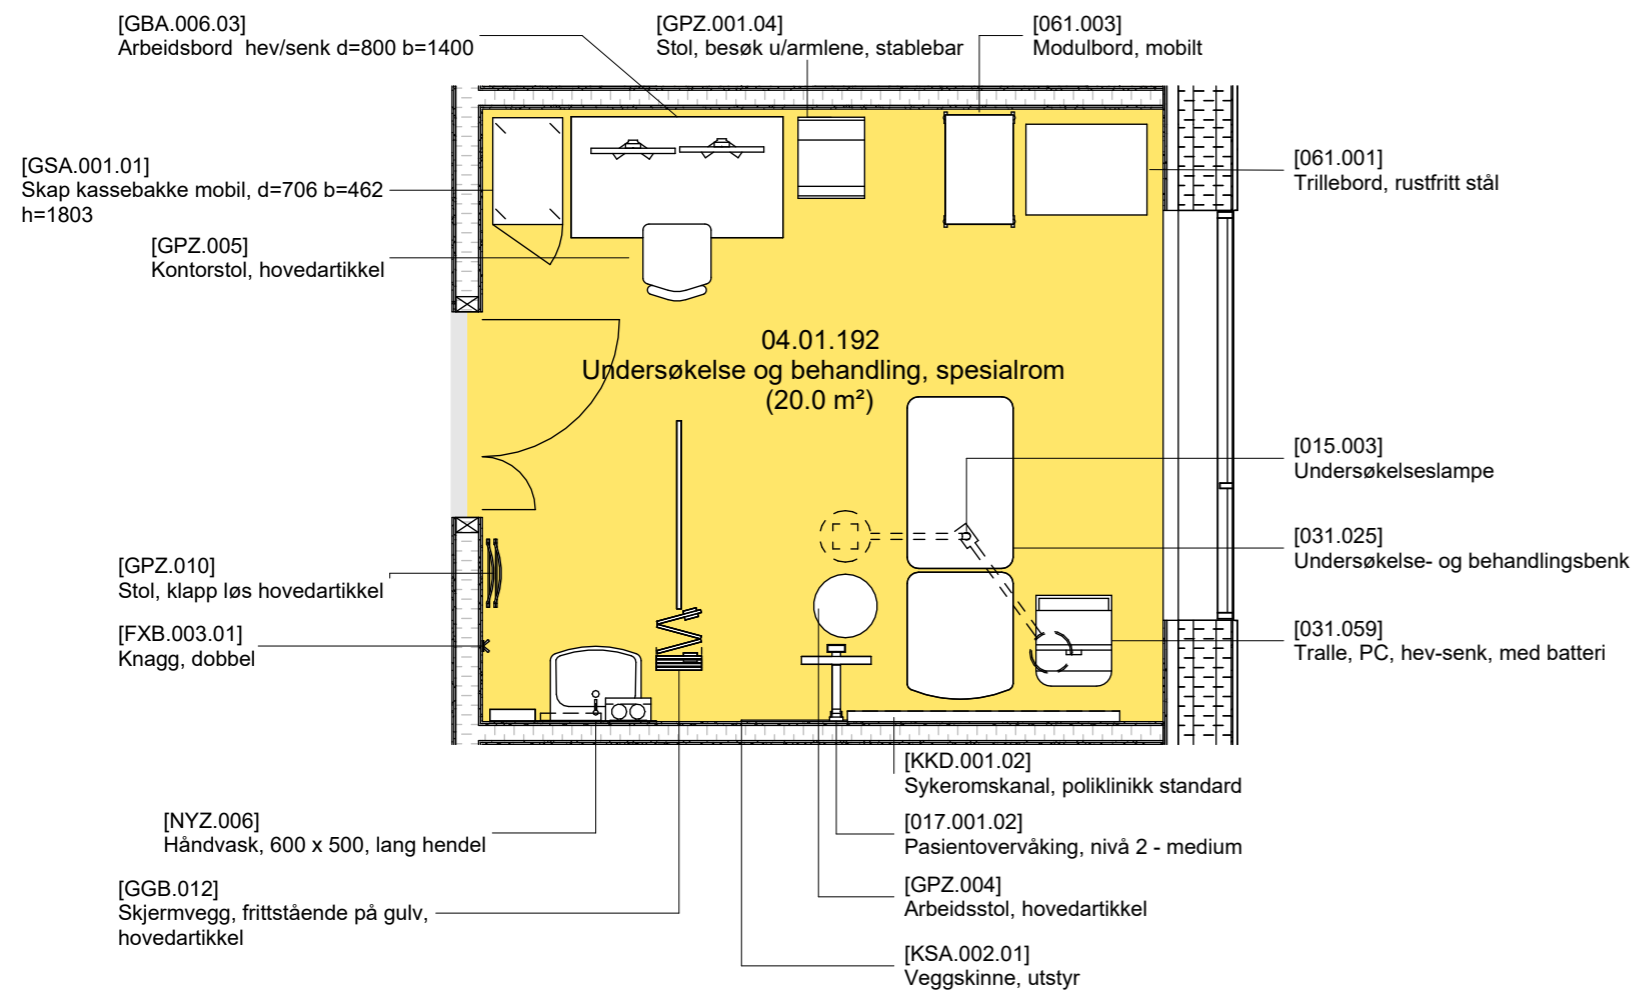 [GBA.006.03]
Arbeidsbord  hev/senk d=800 b=1400
[GPZ.001.04]
Stol, besøk u/armlene, stablebar
[061.003]
Modulbord, mobilt
[GSA.001.01]
Skap kassebakke mobil, d=706 b=462
h=1803
[061.001]
Trillebord, rustfritt stål
[GPZ.005]
Kontorstol, hovedartikkel
04.01.192
Undersøkelse og behandling, spesialrom
(20.0 m²)
[015.003]
Undersøkelseslampe
[031.025]
Undersøkelse- og behandlingsbenk
[GPZ.010]
Stol, klapp løs hovedartikkel
[FXB.003.01]
Knagg, dobbel
[031.059]
Tralle, PC, hev-senk, med batteri
[KKD.001.02]
Sykeromskanal, poliklinikk standard
[NYZ.006]
Håndvask, 600 x 500, lang hendel
[017.001.02]
Pasientovervåking, nivå 2 - medium
[GGB.012]
Skjermvegg, frittstående på gulv,
hovedartikkel
[GPZ.004]
Arbeidsstol, hovedartikkel
[KSA.002.01]
Veggskinne, utstyr